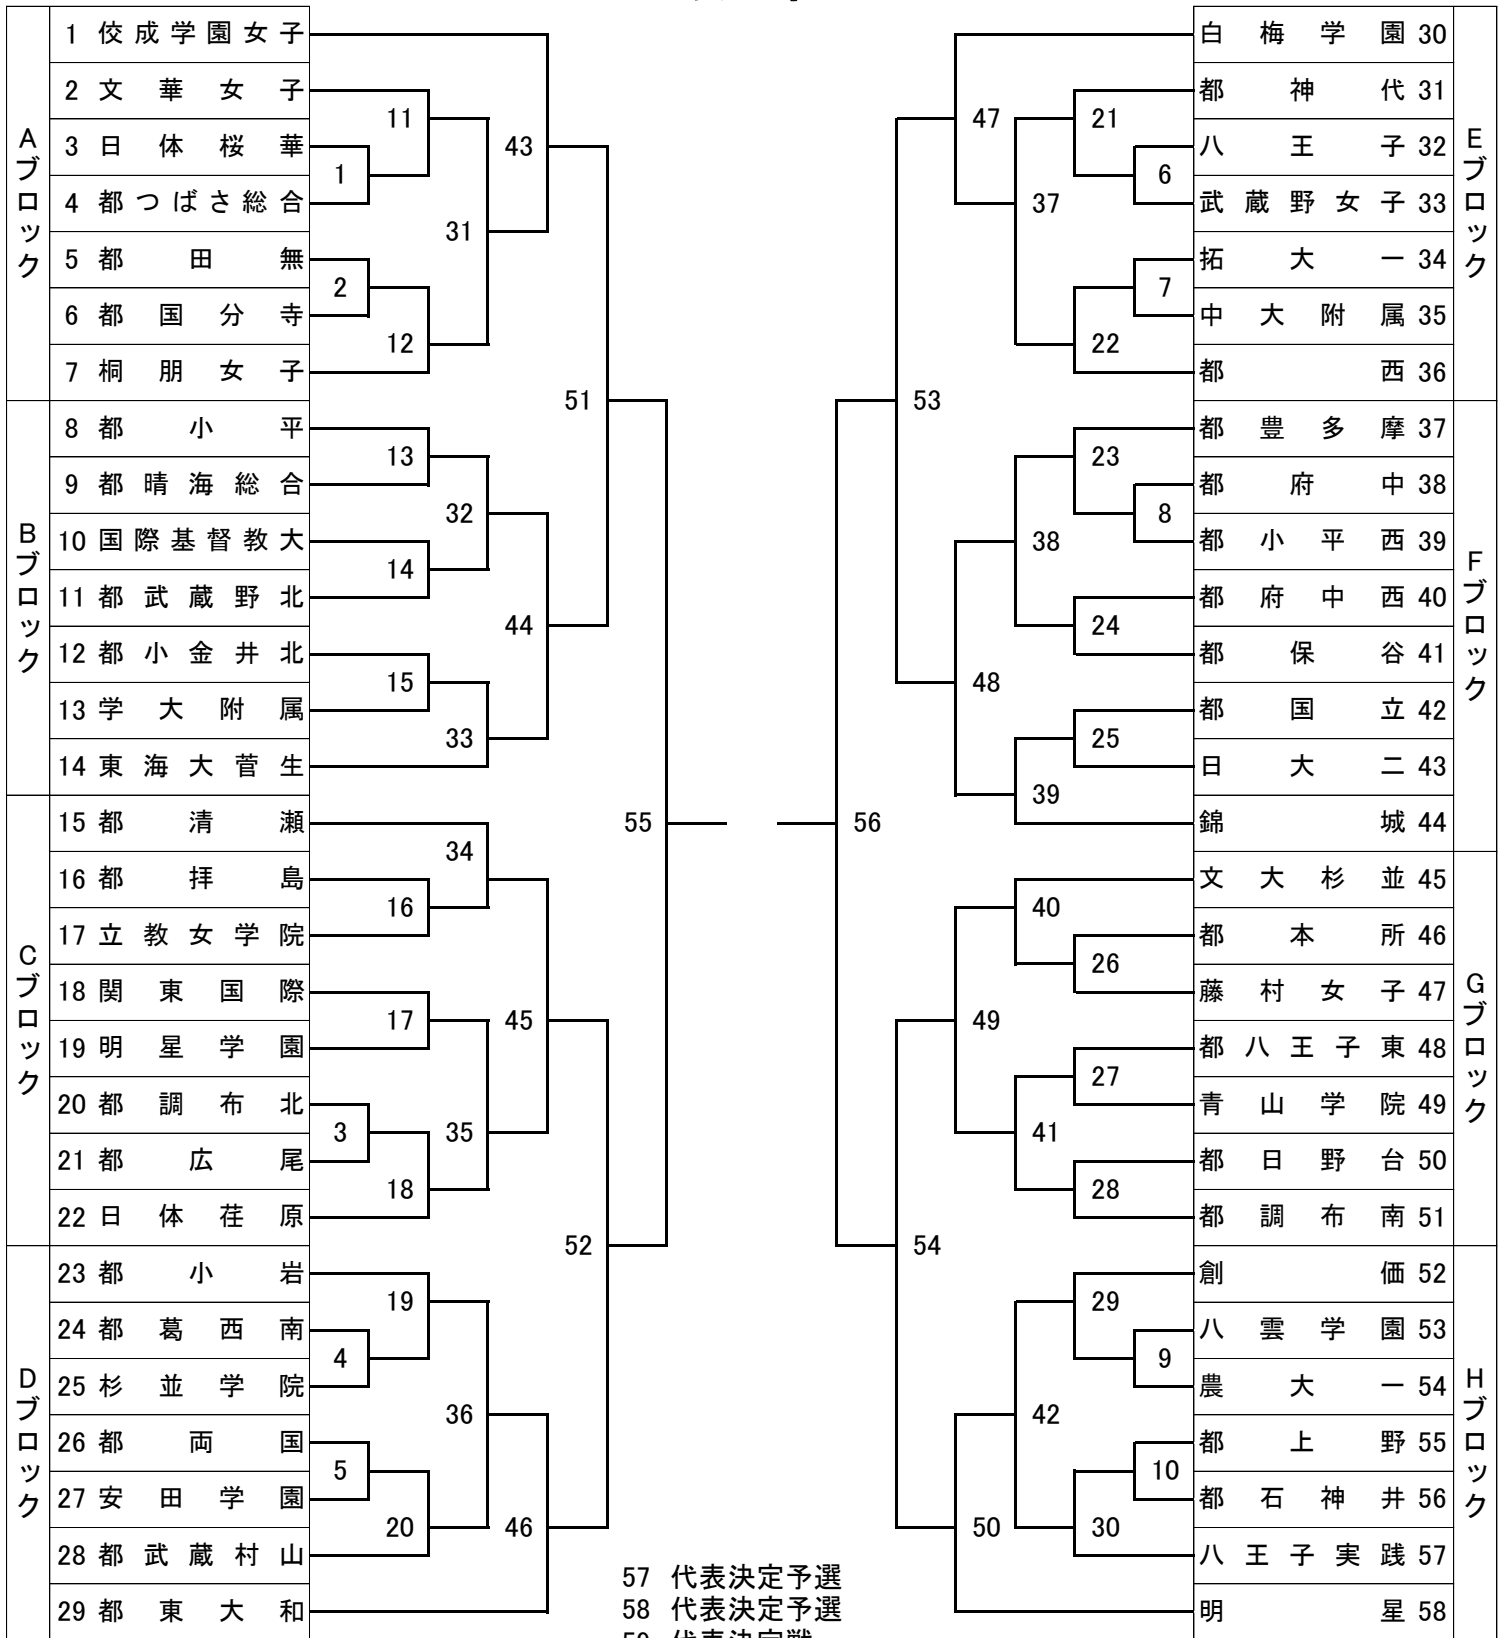 Aブロック
1 佼成学園女子
2 文華女子
3 日体桜華
4 都つばさ総合
5 都田無
6 都国分寺
7 桐朋女子
Bブロック
8 都小平
9 都晴海総合
10 国際基督教大
11 都武蔵野北
12 都小金井北
13 学大附属
14 東海大菅生
Cブロック
15 都清瀬
16 都拝島
17 立教女学院
18 関東国際
19 明星学園
20 都調布北
21 都広尾
22 日体荏原
Dブロック
23 都小岩
24 都葛西南
25 杉並学院
26 都両国
27 安田学園
28 都武蔵村山
29 都東大和
11
1
43
31
2
12
51
13
32
14
44
15
33
55
34
16
17
45
3
35
18
52
19
4
36
5
20
46
47
21
6
37
7
22
53
23
8
38
24
48
25
39
56
40
26
49
27
41
28
54
29
9
42
10
50
30
57 代表決定予選
58 代表決定予選
59 代表決定戦
白梅学園 30
都神代 31
八王子 32
武蔵野女子 33
拓大一 34
中大附属 35
都西 36
Eブロック
都豊多摩 37
都府中 38
都小平西 39
都府中西 40
都保谷 41
都国立 42
日大二 43
錦城 44
Fブロック
文大杉並 45
都本所 46
藤村女子 47
都八王子東 48
青山学院 49
都日野台 50
都調布南 51
Gブロック
創価 52
八雲学園 53
農大一 54
都上野 55
都石神井 56
八王子実践 57
明星 58
Hブロック